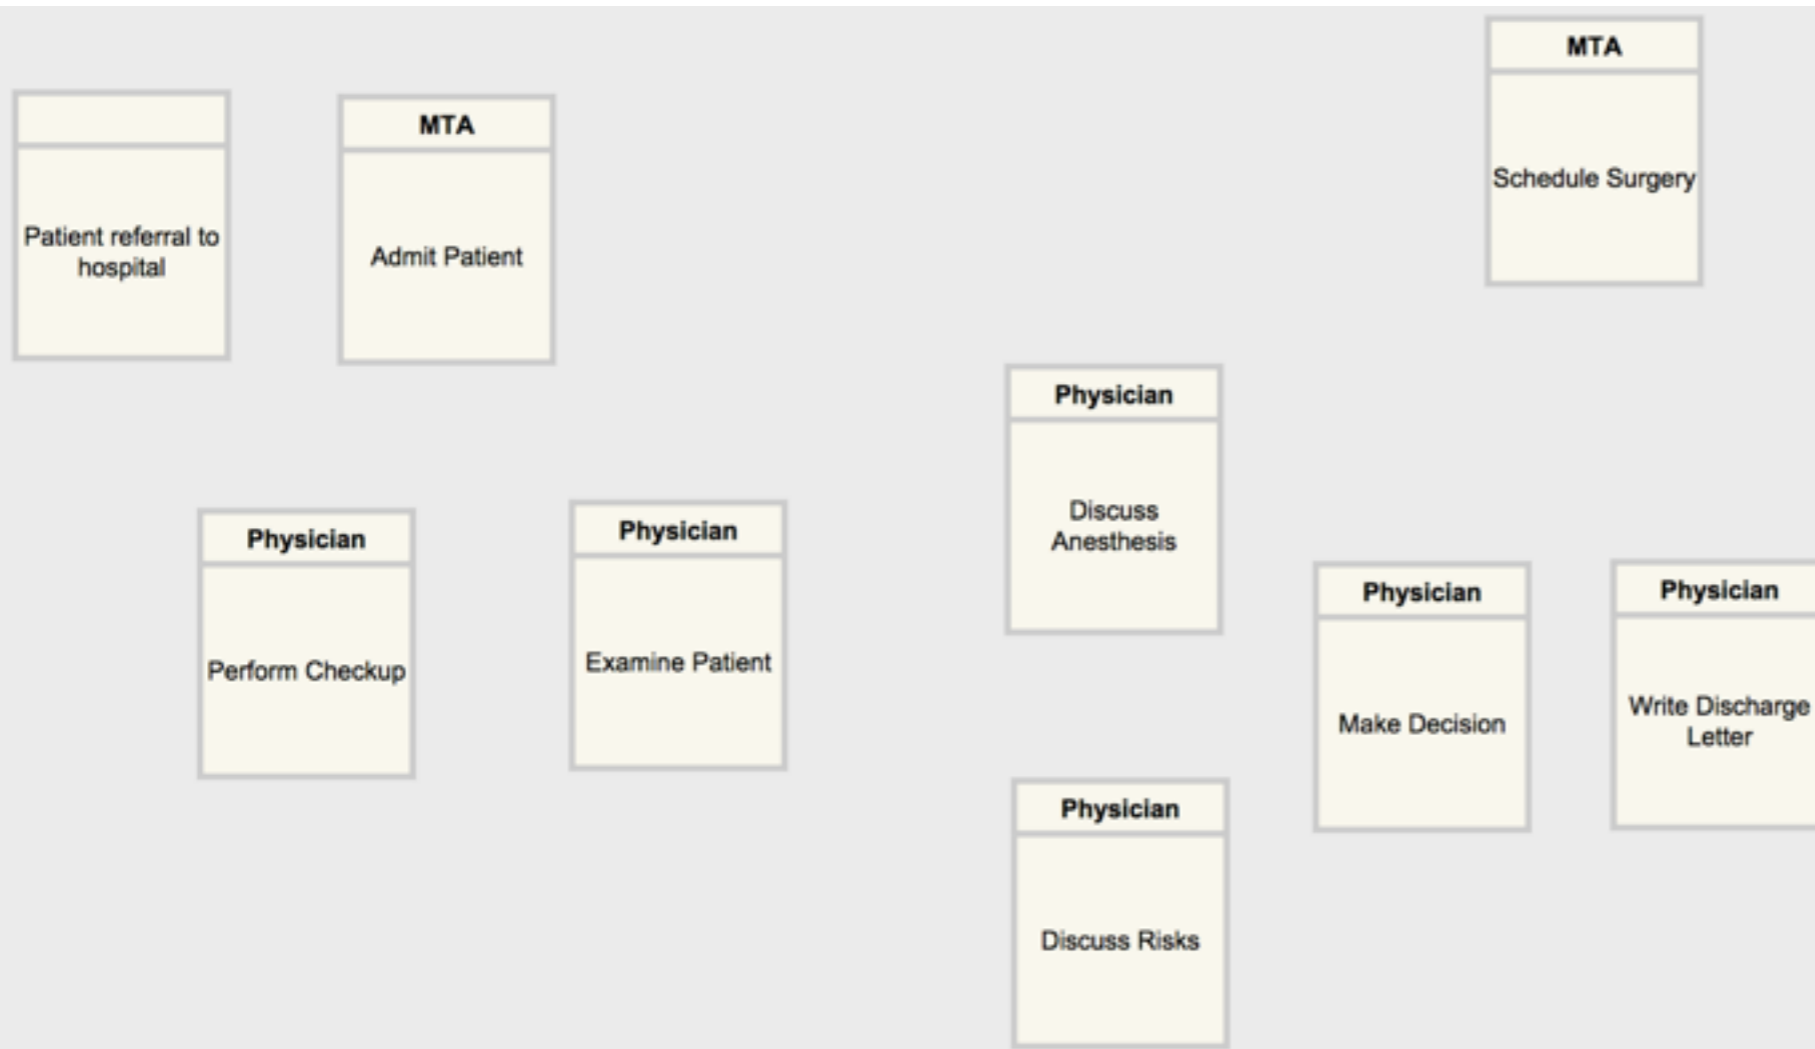 Patient referral to
hospital
MTA
Admit Patient
MTA
Schedule Surgery
Physician
Perform Checkup
Physician
Examine Patient
Physician
Discuss
Anesthesis
Physician
Discuss Risks
Physician
Make Decision
Physician
Write Discharge
Letter